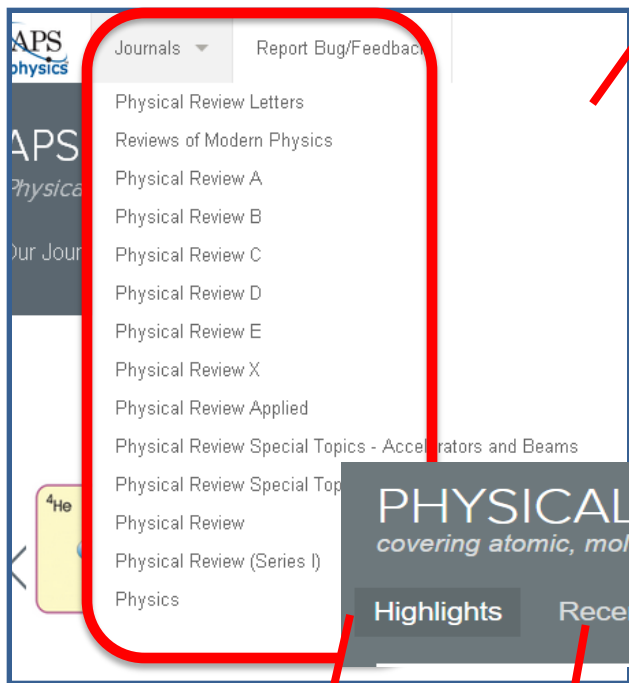 APS
physics
Journals
Report Bug/Feedback
APS
Physica
Our Jour
Physical Review Letters
Reviews of Modern Physics
Physical Review A
Physical Review B
Physical Review C
Physical Review D
Physical Review E
Physical Review X
Physical Review Applied
Physical Review Special Topics - Accelerators and Beams
Physical Review Special Top
Physical Review
Physical Review (Series I)
Physics
4He
PHYSICAL
covering atomic, mol
Highlights
Rece